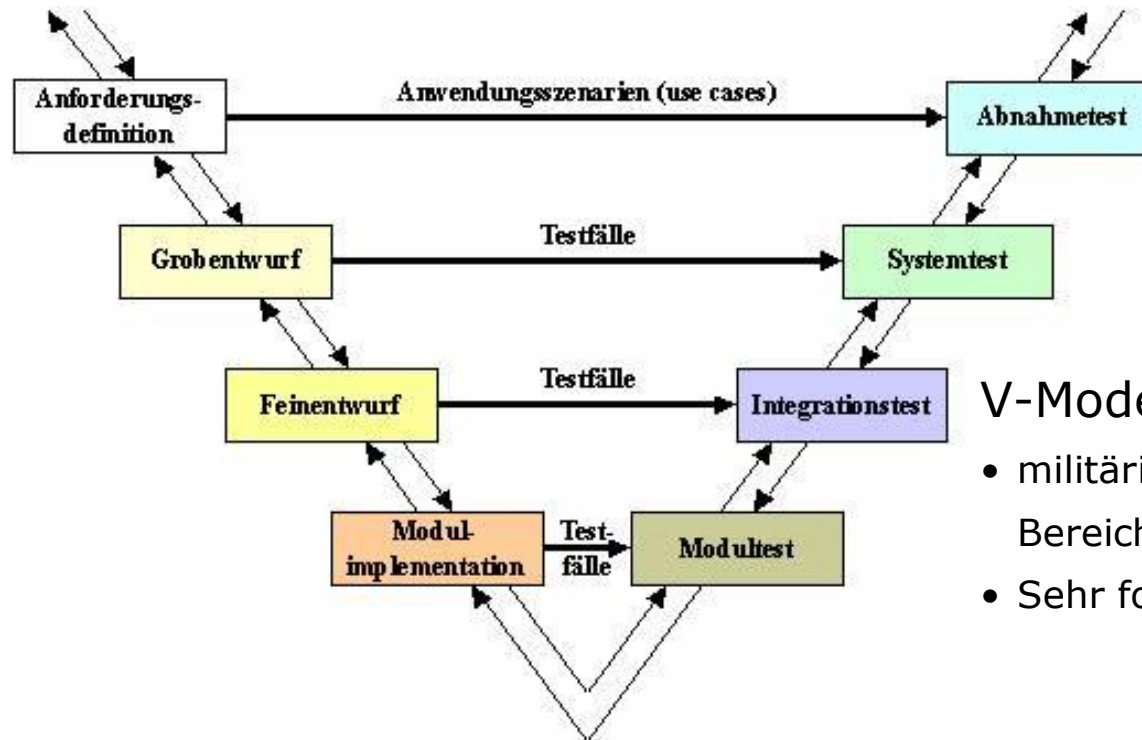 Anforderungs-
definition
Anwendungsszenarien (use cases)
Abnahmetest
Grobentwurf
Testfälle
Systemtest
Feinentwurf
Testfälle
Integrationstest
Modul-
implementation
Test-
fälle
Modultest
V-Mode
• militäri
Bereich
• Sehr fo